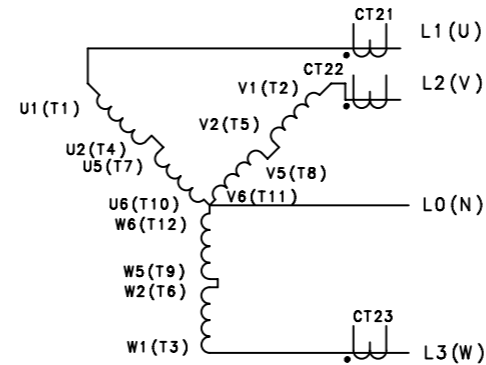 CT21
L1(U)
CT22
V1(T2)
L2(V)
U1(T1)
V2(T5)
U2(T4)
U5(T7)
V5(T8)
U6(T10)
V6(T11)
L0(N)
W6(T12)
W5(T9)
W2(T6)
CT23
W1(T3)
L3(W)